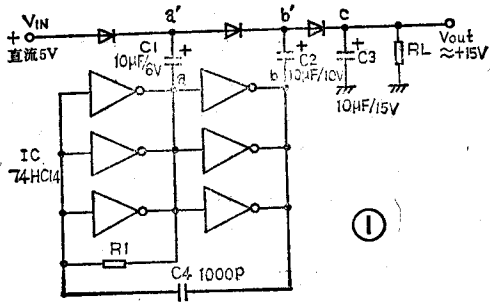 a' b' c
+ VIN
直流5V
C1 +
10μF/6V
+
C2
10μF/10V
+
C3
10μF/15V
RL
+
Vout
≈+15V
a b
IC
74HC14
R1
C4 1000P
①